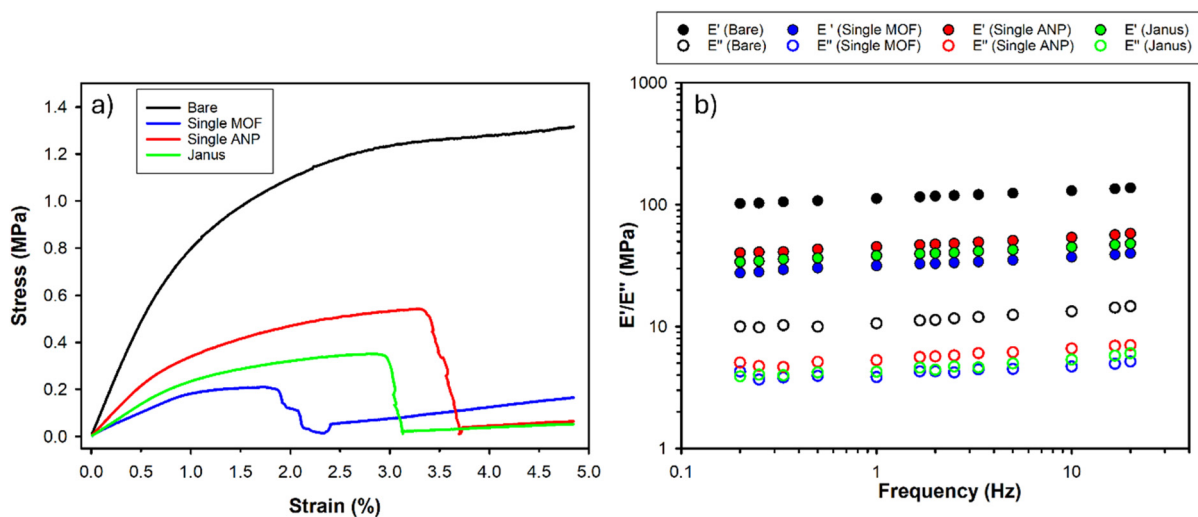 E' (Bare) E ' (Single MOF) E' (Single ANP) E' (Janus)
E" (Bare) E" (Single MOF) E" (Single ANP) E" (Janus)
a)
Bare
Single MOF
Single ANP
Janus
1.4
1.2
1.0
0.8
0.6
0.4
0.2
0.0
Stress (MPa)
0.0 0.5 1.0 1.5 2.0 2.5 3.0 3.5 4.0 4.5 5.0
Strain (%)
b)
1000
100
10
1
E'/E" (MPa)
0.1 1 10
Frequency (Hz)